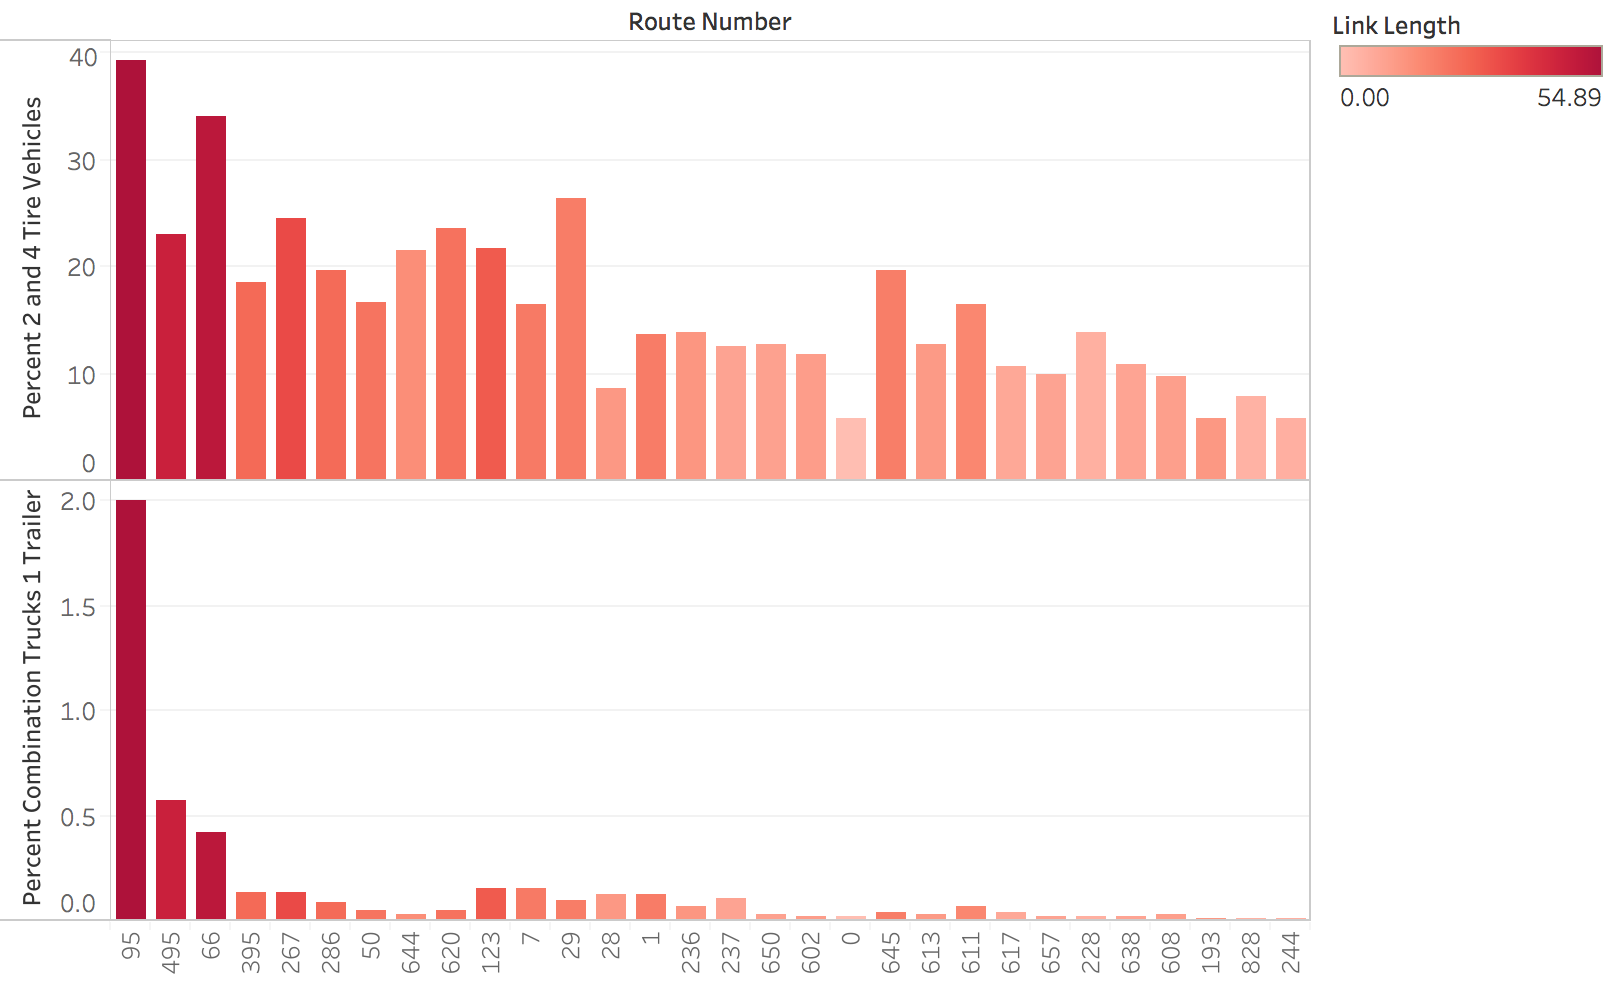 Route Number
Link Length
0.00 54.89
Percent 2 and 4 Tire Vehicles
40
30
20
10
0
Percent Combination Trucks 1 Trailer
2.0
1.5
1.0
0.5
0.0
95 495 66 395 267 286 50 644 620 123 7 29 28 1 236 237 650 602 0 645 613 611 617 657 228 638 608 193 828 244